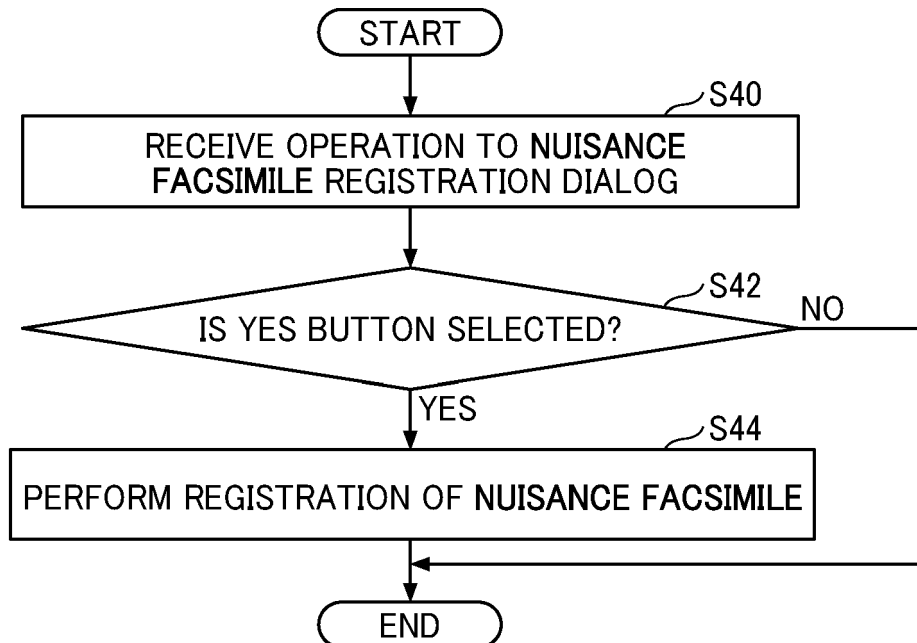 START
S40
RECEIVE OPERATION TO NUISANCE
FACSIMILE REGISTRATION DIALOG
S42
IS YES BUTTON SELECTED?
NO
YES
S44
PERFORM REGISTRATION OF NUISANCE FACSIMILE
END